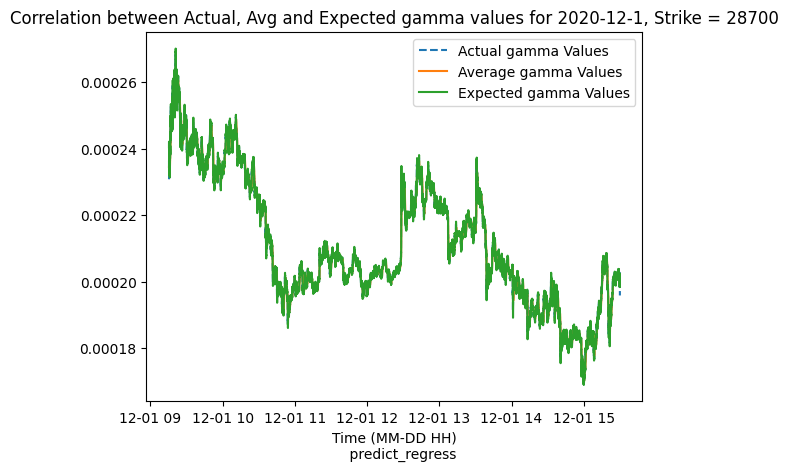 Correlation between Actual, Avg and Expected gamma values for 2020-12-1, Strike = 28700
Actual gamma Values
Average gamma Values
Expected gamma Values
0.00026
0.00024
0.00022
0.00020
0.00018
12-01 09 12-01 10 12-01 11 12-01 12 12-01 13 12-01 14 12-01 15
Time (MM-DD HH)
predict_regress